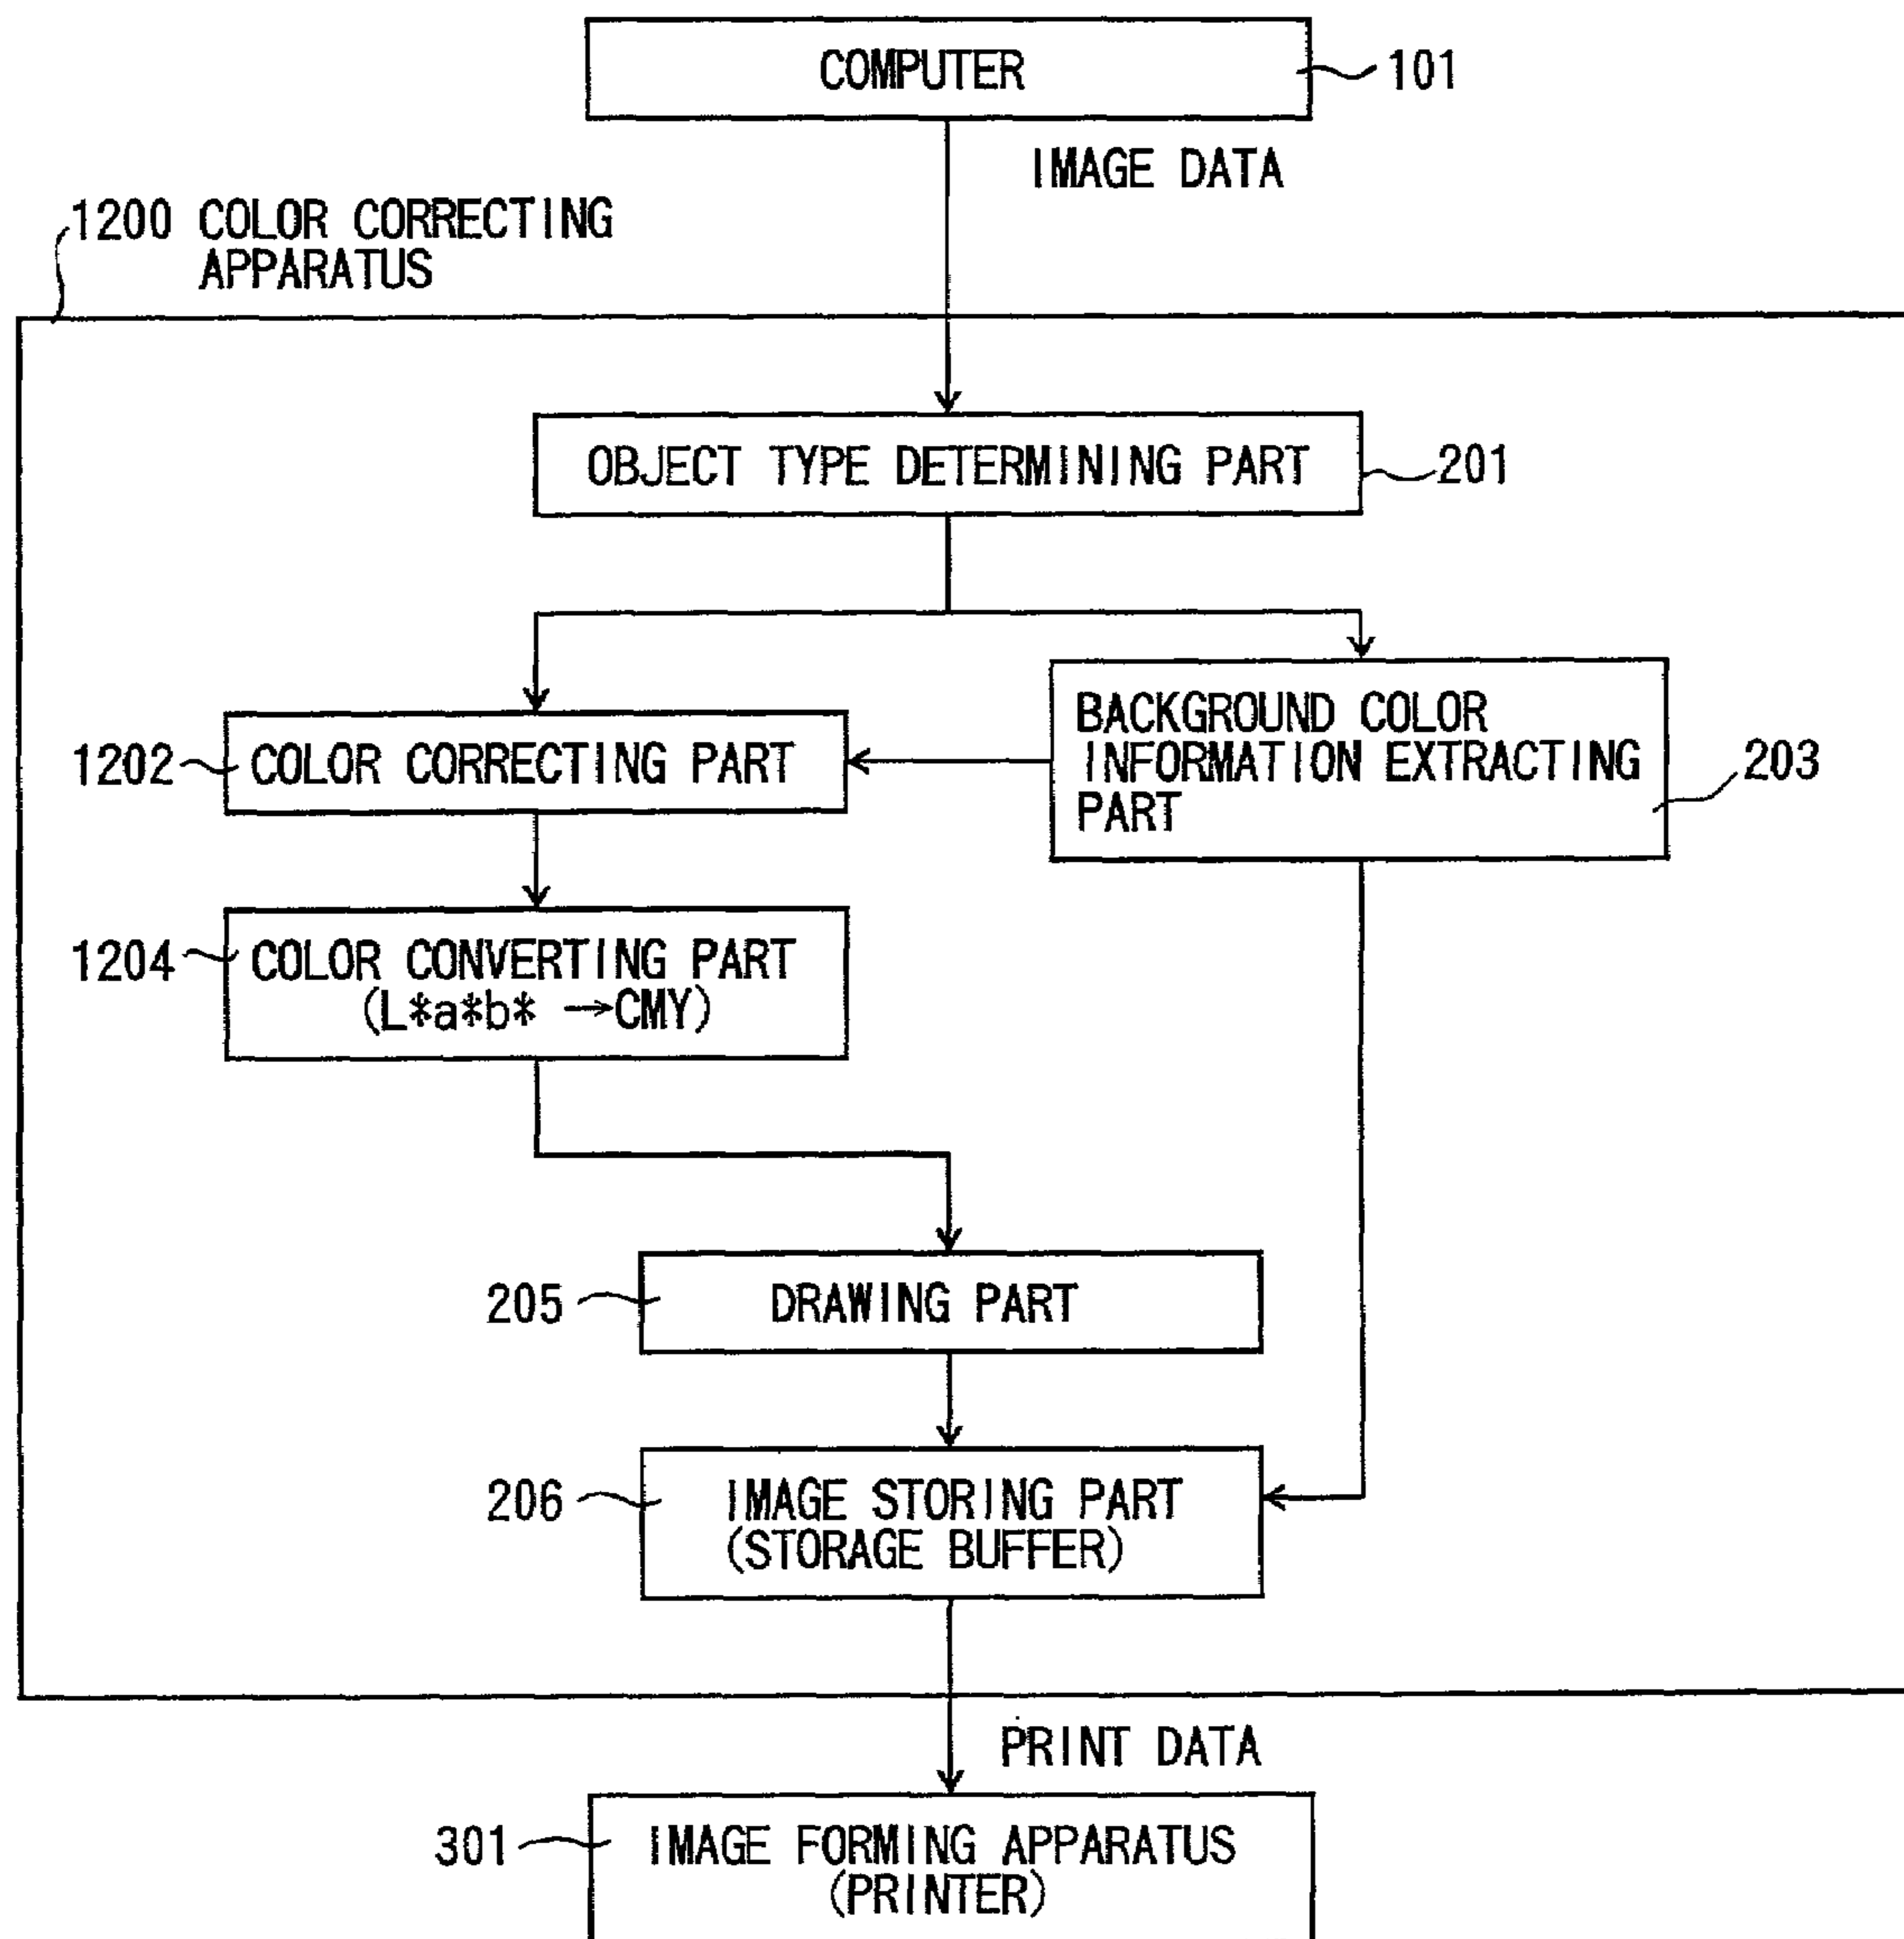 COMPUTER
101
IMAGE DATA
1200 COLOR CORRECTING
APPARATUS
OBJECT TYPE DETERMINING PART
201
BACKGROUND COLOR
INFORMATION EXTRACTING
PART
203
1202
COLOR CORRECTING PART
1204
COLOR CONVERTING PART
(L*a*b* →CMY)
205
DRAWING PART
206
IMAGE STORING PART
(STORAGE BUFFER)
PRINT DATA
301
IMAGE FORMING APPARATUS
(PRINTER)